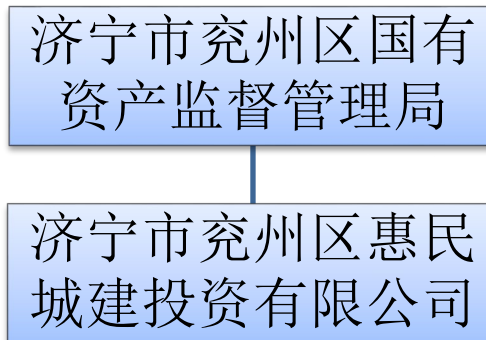 济宁市兖州区国有
资产监督管理局
济宁市兖州区惠民
城建投资有限公司